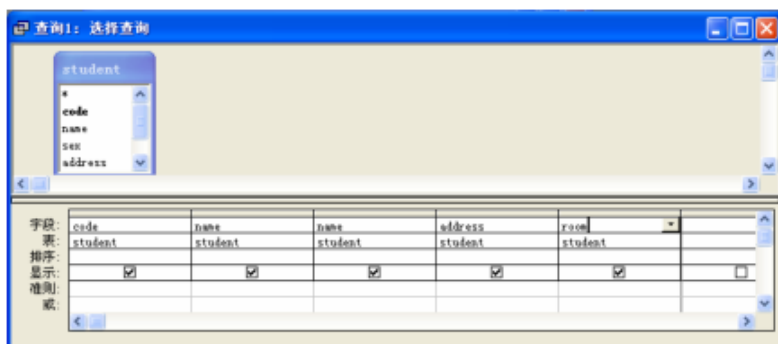 查询1: 选择查询
student
*
code
name
sex
address
字段: code name name address room
表: student student student student student
排序:
显示:
准则:
或: